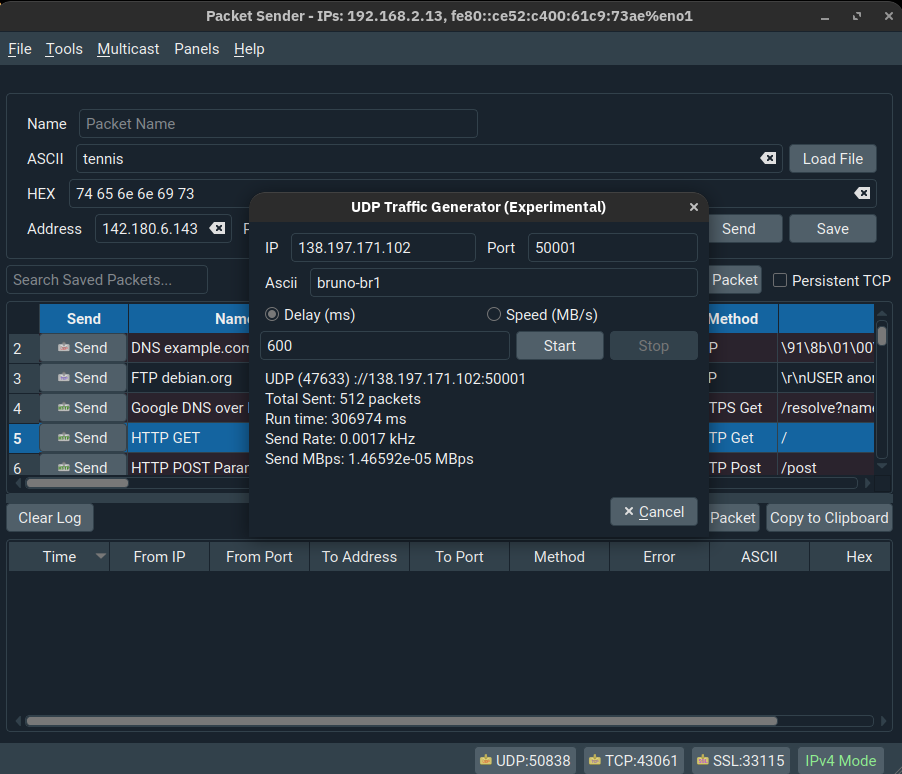 Packet Sender - IPs: 192.168.2.13, fe80::ce52:c400:61c9:73ae%eno1
File Tools Multicast Panels Help
Name Packet Name
ASCII tennis Load File
HEX 74 65 6e 6e 69 73
Address 142.180.6.143 Send Save
Search Saved Packets... Packet Persistent TCP
UDP Traffic Generator (Experimental)
IP 138.197.171.102 Port 50001
Ascii bruno-br1
Delay (ms) Speed (MB/s)
600 Start Stop
UDP (47633) ://138.197.171.102:50001
Total Sent: 512 packets
Run time: 306974 ms
Send Rate: 0.0017 kHz
Send MBps: 1.46592e-05 MBps
Cancel
Send Name Method
2 Send DNS example.com P \91\8b\01\00\
3 Send FTP debian.org P \r\nUSER anon
4 Send Google DNS over TPS Get /resolve?name
5 Send HTTP GET TP Get /
6 Send HTTP POST Param TP Post /post
Clear Log Packet Copy to Clipboard
Time From IP From Port To Address To Port Method Error ASCII Hex
UDP:50838 TCP:43061 SSL:33115 IPv4 Mode